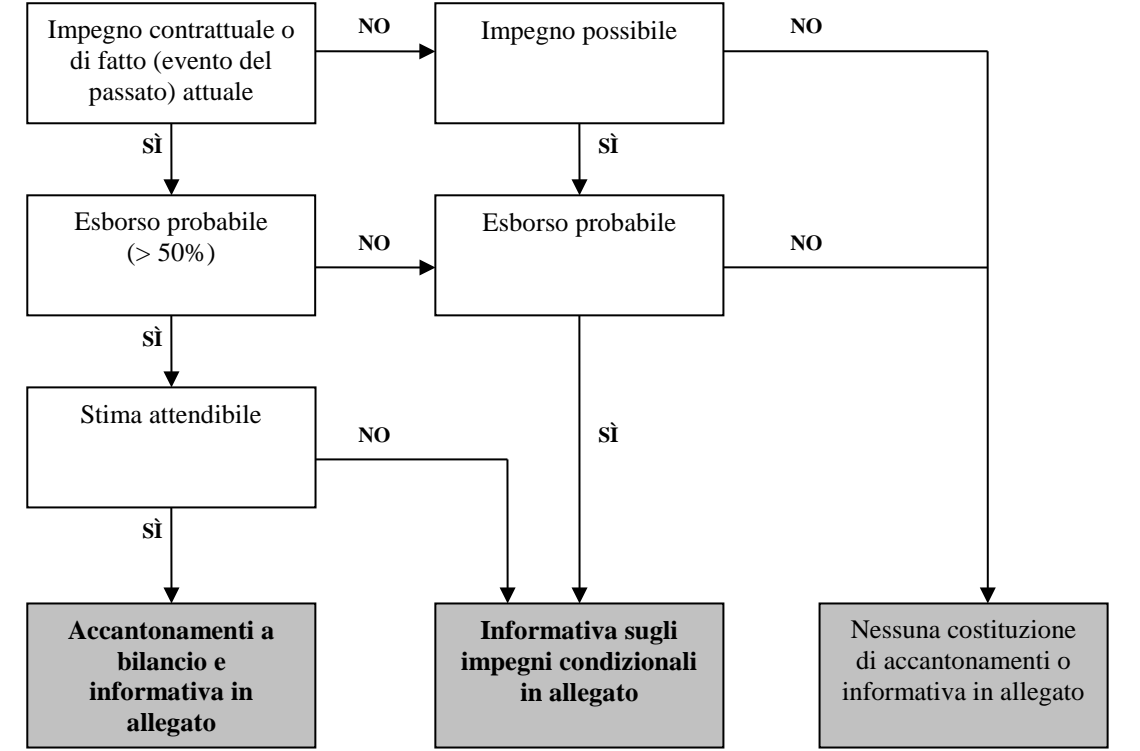 Impegno contrattuale o
di fatto (evento del
passato) attuale
NO
Impegno possibile
NO
SÌ
SÌ
Esborso probabile
(> 50%)
NO
Esborso probabile
NO
SÌ
Stima attendibile
NO
SÌ
SÌ
Accantonamenti a
bilancio e
informativa in
allegato
Informativa sugli
impegni condizionali
in allegato
Nessuna costituzione
di accantonamenti o
informativa in allegato